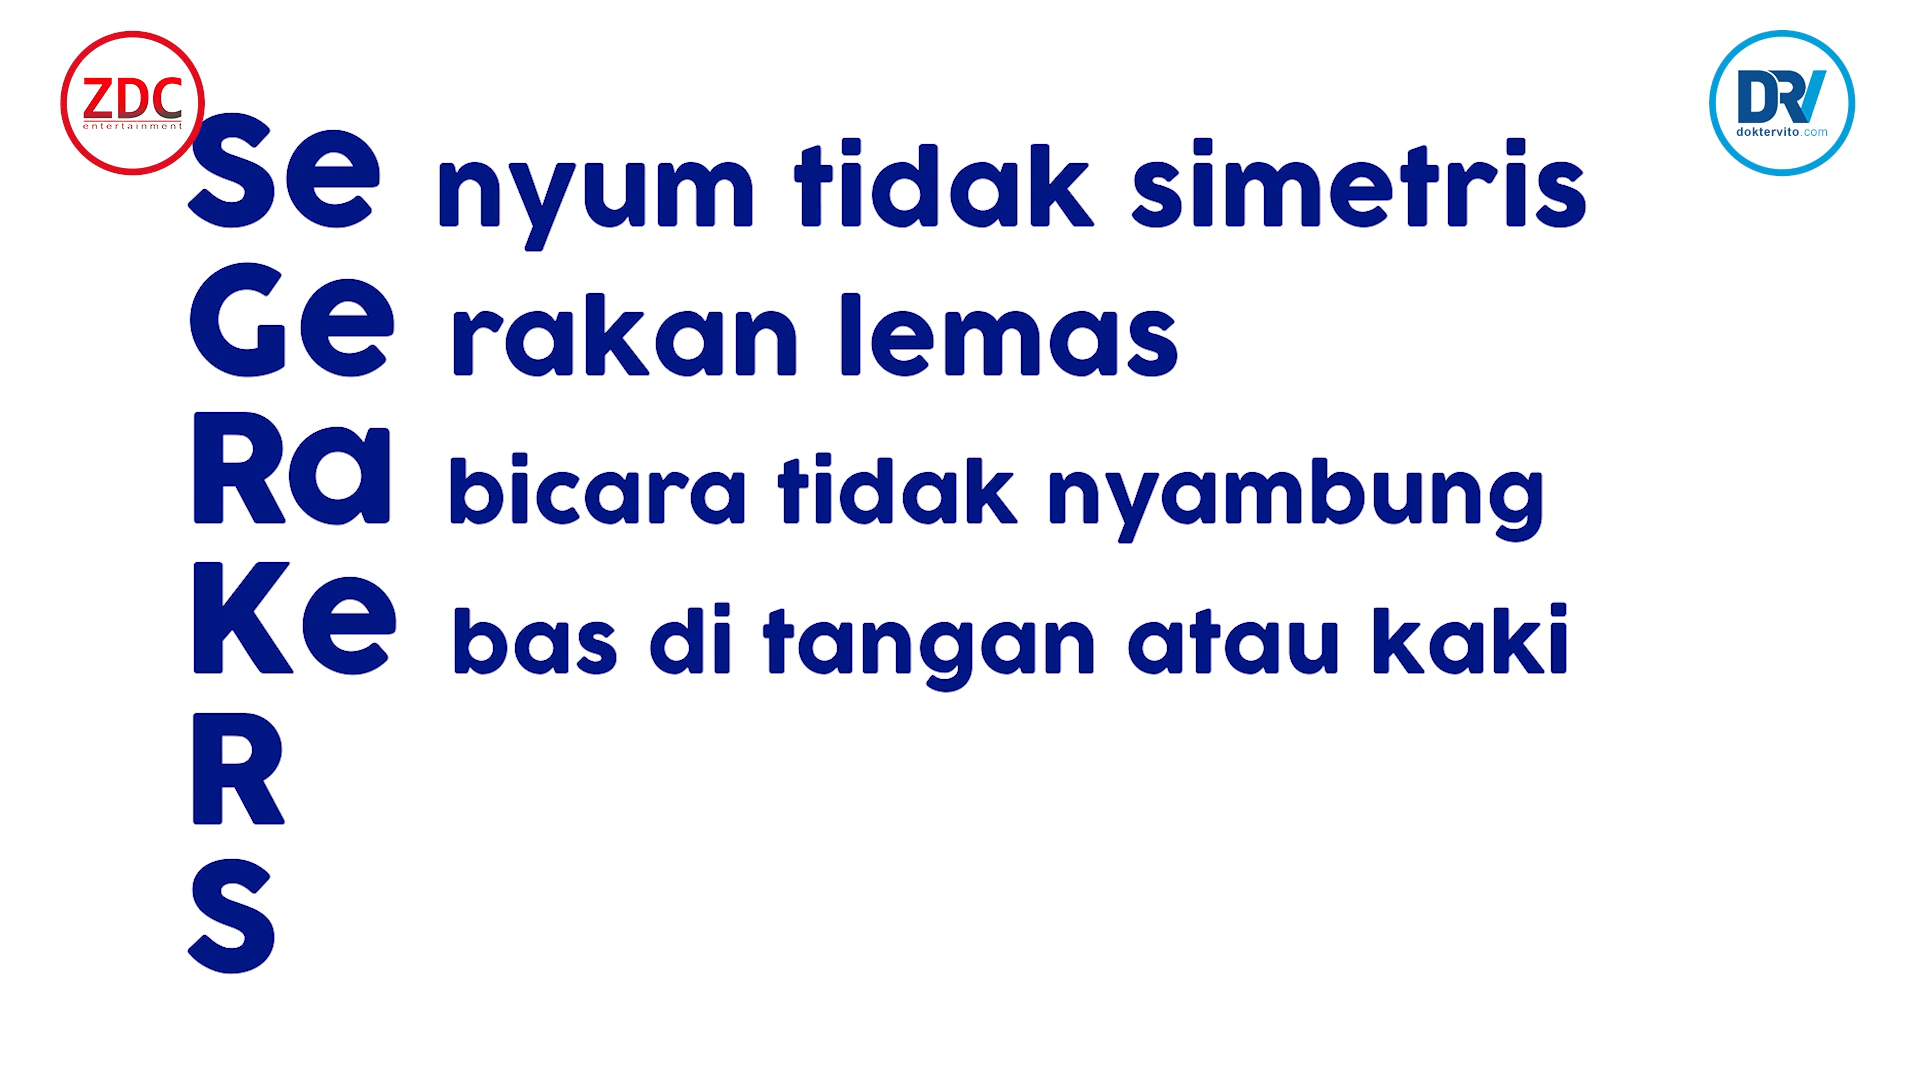 ZDC
entertainment
DRV
doktervito.com
Se nyum tidak simetris
Ge rakan lemas
Ra bicara tidak nyambung
Ke bas di tangan atau kaki
R
S